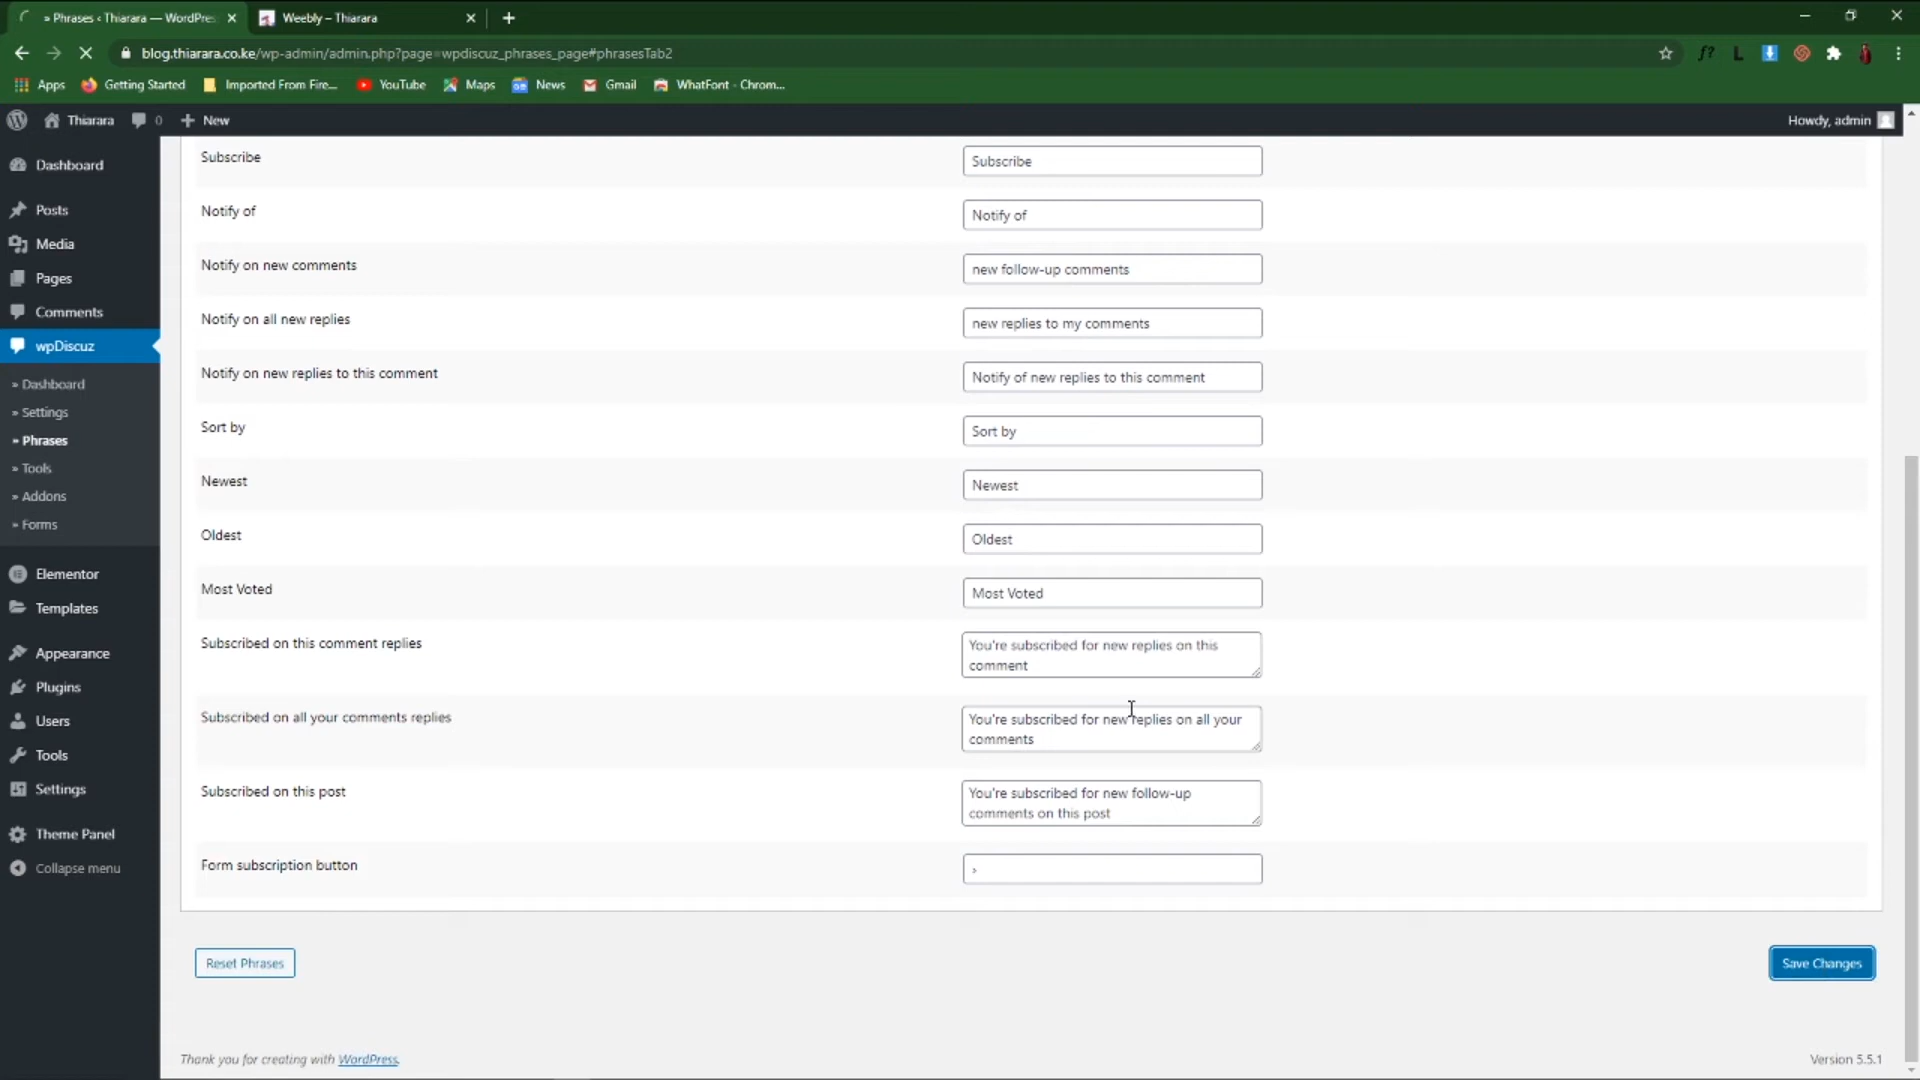 » Phrases ‹ Thiarara — WordPres
Weebly – Thiarara
blog.thiarara.co.ke/wp-admin/admin.php?page=wpdiscuz_phrases_page#phrasesTab2
f?
L
Apps
Getting Started
Imported From Fire...
YouTube
Maps
News
Gmail
WhatFont - Chrom...
Thiarara
0
New
Howdy, admin
Dashboard
Posts
Media
Pages
Comments
wpDiscuz
» Dashboard
» Settings
» Phrases
» Tools
» Addons
» Forms
Elementor
Templates
Appearance
Plugins
Users
Tools
Settings
Theme Panel
Collapse menu
Subscribe
Subscribe
Notify of
Notify of
Notify on new comments
new follow-up comments
Notify on all new replies
new replies to my comments
Notify on new replies to this comment
Notify of new replies to this comment
Sort by
Sort by
Newest
Newest
Oldest
Oldest
Most Voted
Most Voted
Subscribed on this comment replies
You're subscribed for new replies on this
comment
Subscribed on all your comments replies
You're subscribed for new replies on all your
comments
Subscribed on this post
You're subscribed for new follow-up
comments on this post
Form subscription button
›
Reset Phrases
Save Changes
Thank you for creating with WordPress.
Version 5.5.1